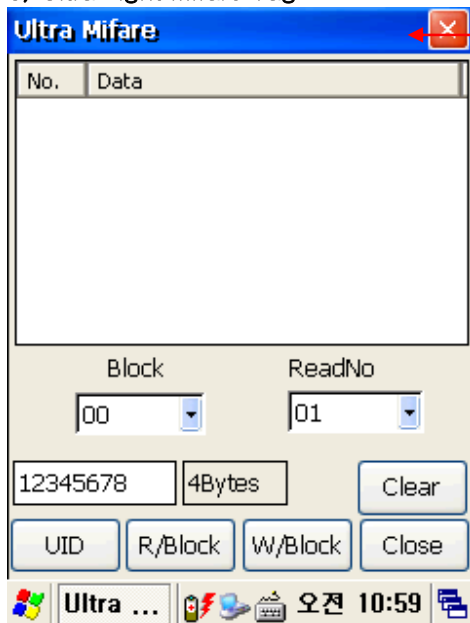 Ultra Mifare
No. Data
Block ReadNo
00 01
12345678 4Bytes Clear
UID R/Block W/Block Close
Ultra ... 오전 10:59